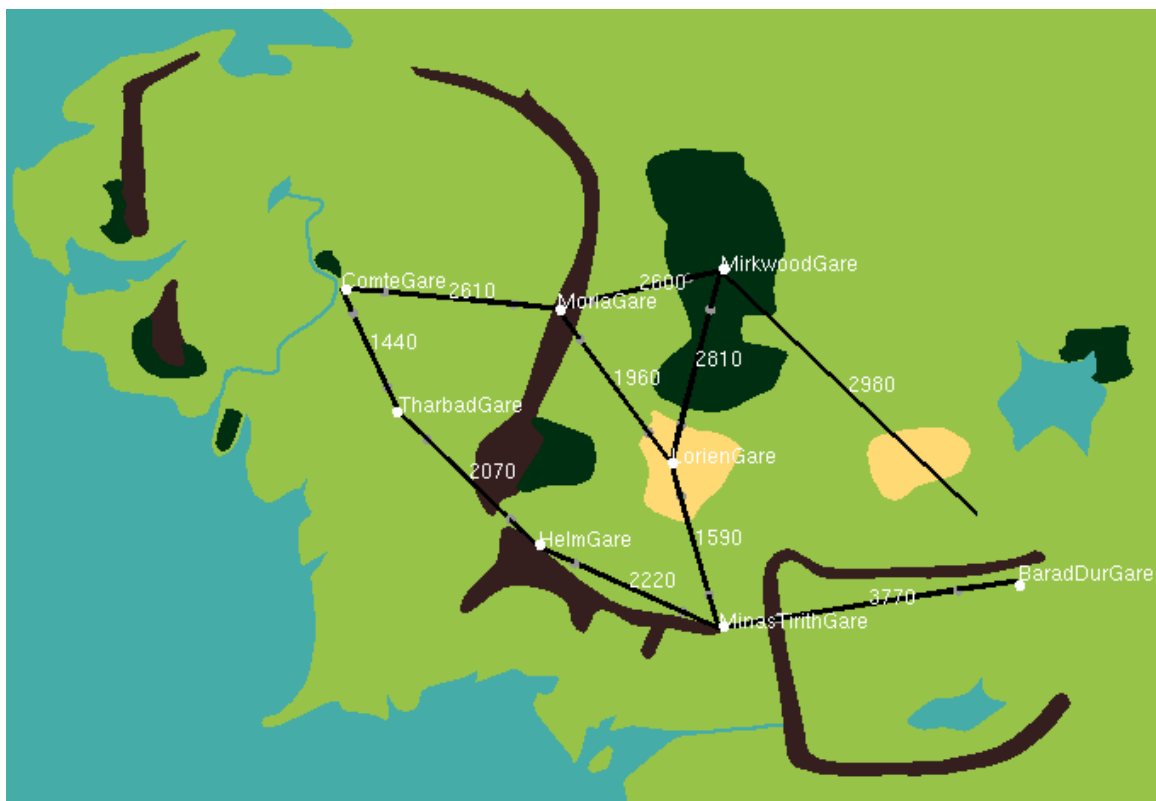 MirkwoodGare
ComteGare
2610
MoriaGare
2600
1440
1960
2810
2980
TharbadGare
2070
LorienGare
HelmGare
1590
2220
BaradDurGare
3770
MinasTirithGare